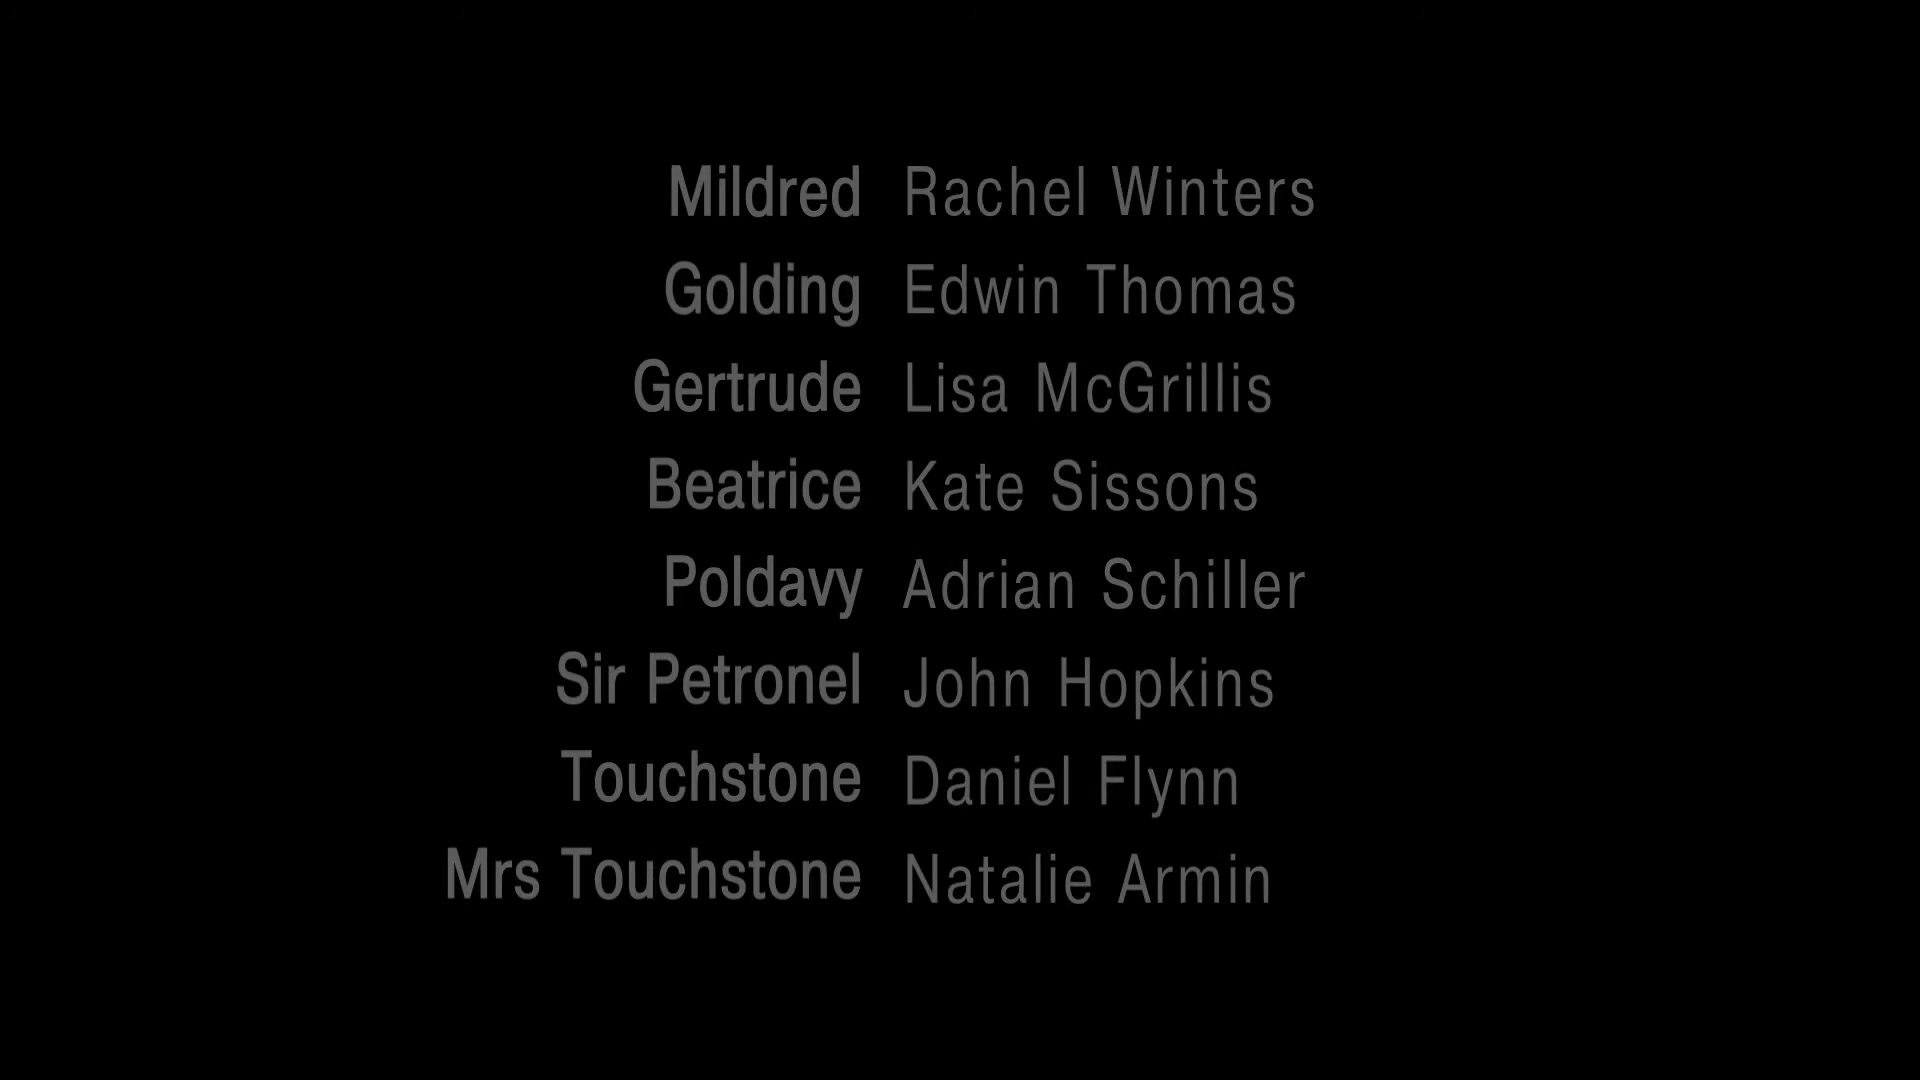 Mildred Rachel Winters
Golding Edwin Thomas
Gertrude Lisa McGrillis
Beatrice Kate Sissons
Poldavy Adrian Schiller
Sir Petronel John Hopkins
Touchstone Daniel Flynn
Mrs Touchstone Natalie Armin